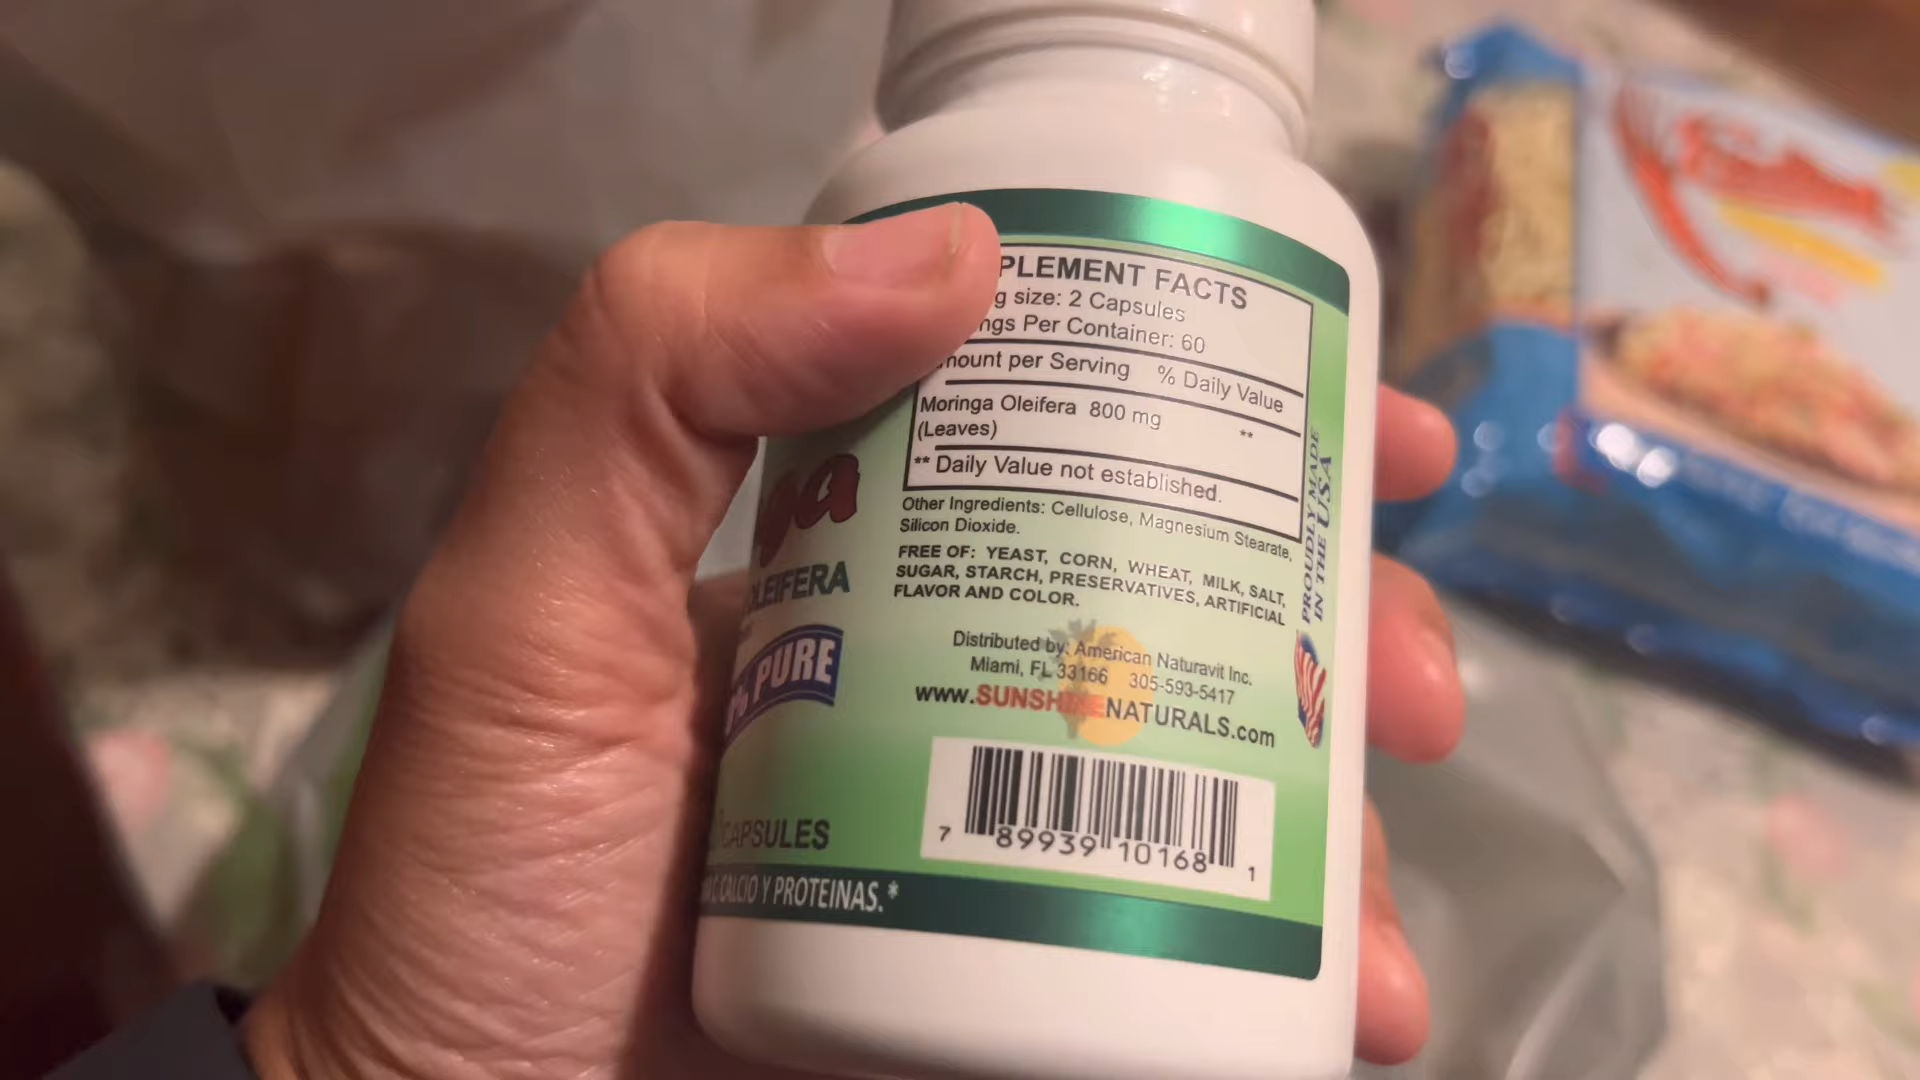 PLEMENT FACTS
g size: 2 Capsules
ngs Per Container: 60
mount per Serving % Daily Value
Moringa Oleifera 800 mg **
(Leaves)
** Daily Value not established.
Other Ingredients: Cellulose, Magnesium Stearate,
Silicon Dioxide.
FREE OF: YEAST, CORN, WHEAT, MILK, SALT,
SUGAR, STARCH, PRESERVATIVES, ARTIFICIAL
FLAVOR AND COLOR.
Distributed by: American Naturavit Inc.
Miami, FL 33166 305-593-5417
www.SUNSHINENATURALS.com
7 89939 10168 1
PROUDLY MADE
IN THE USA
ga
OLEIFERA
% PURE
CAPSULES
CALCIO Y PROTEINAS.*